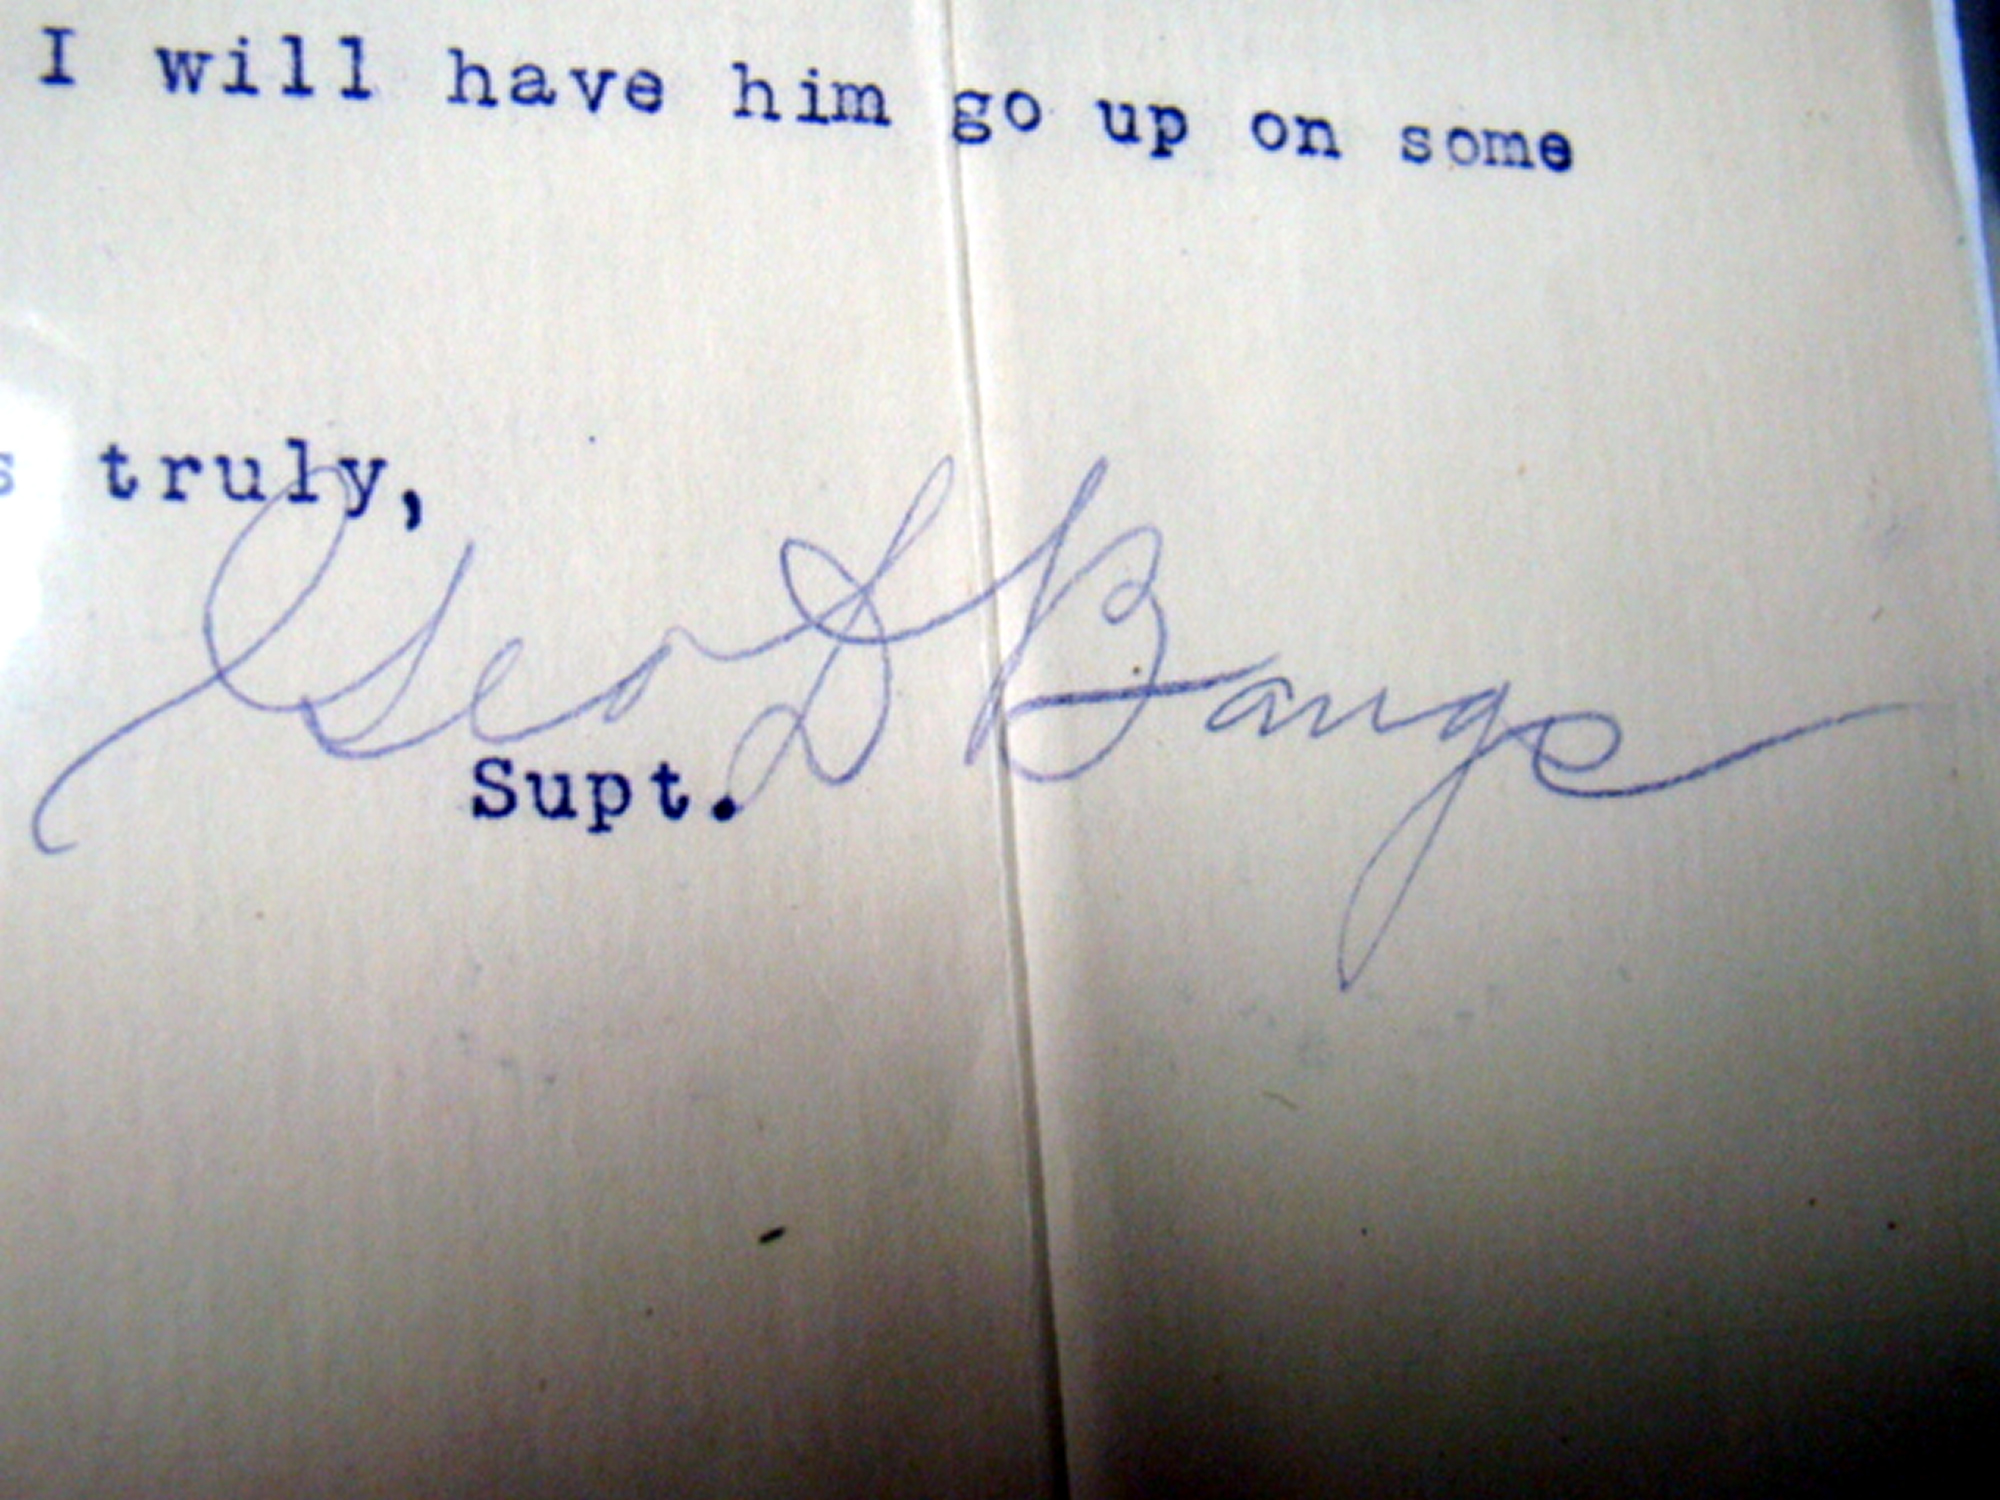 I will have him go up on some
s truly,
Geo D Bangs
Supt.